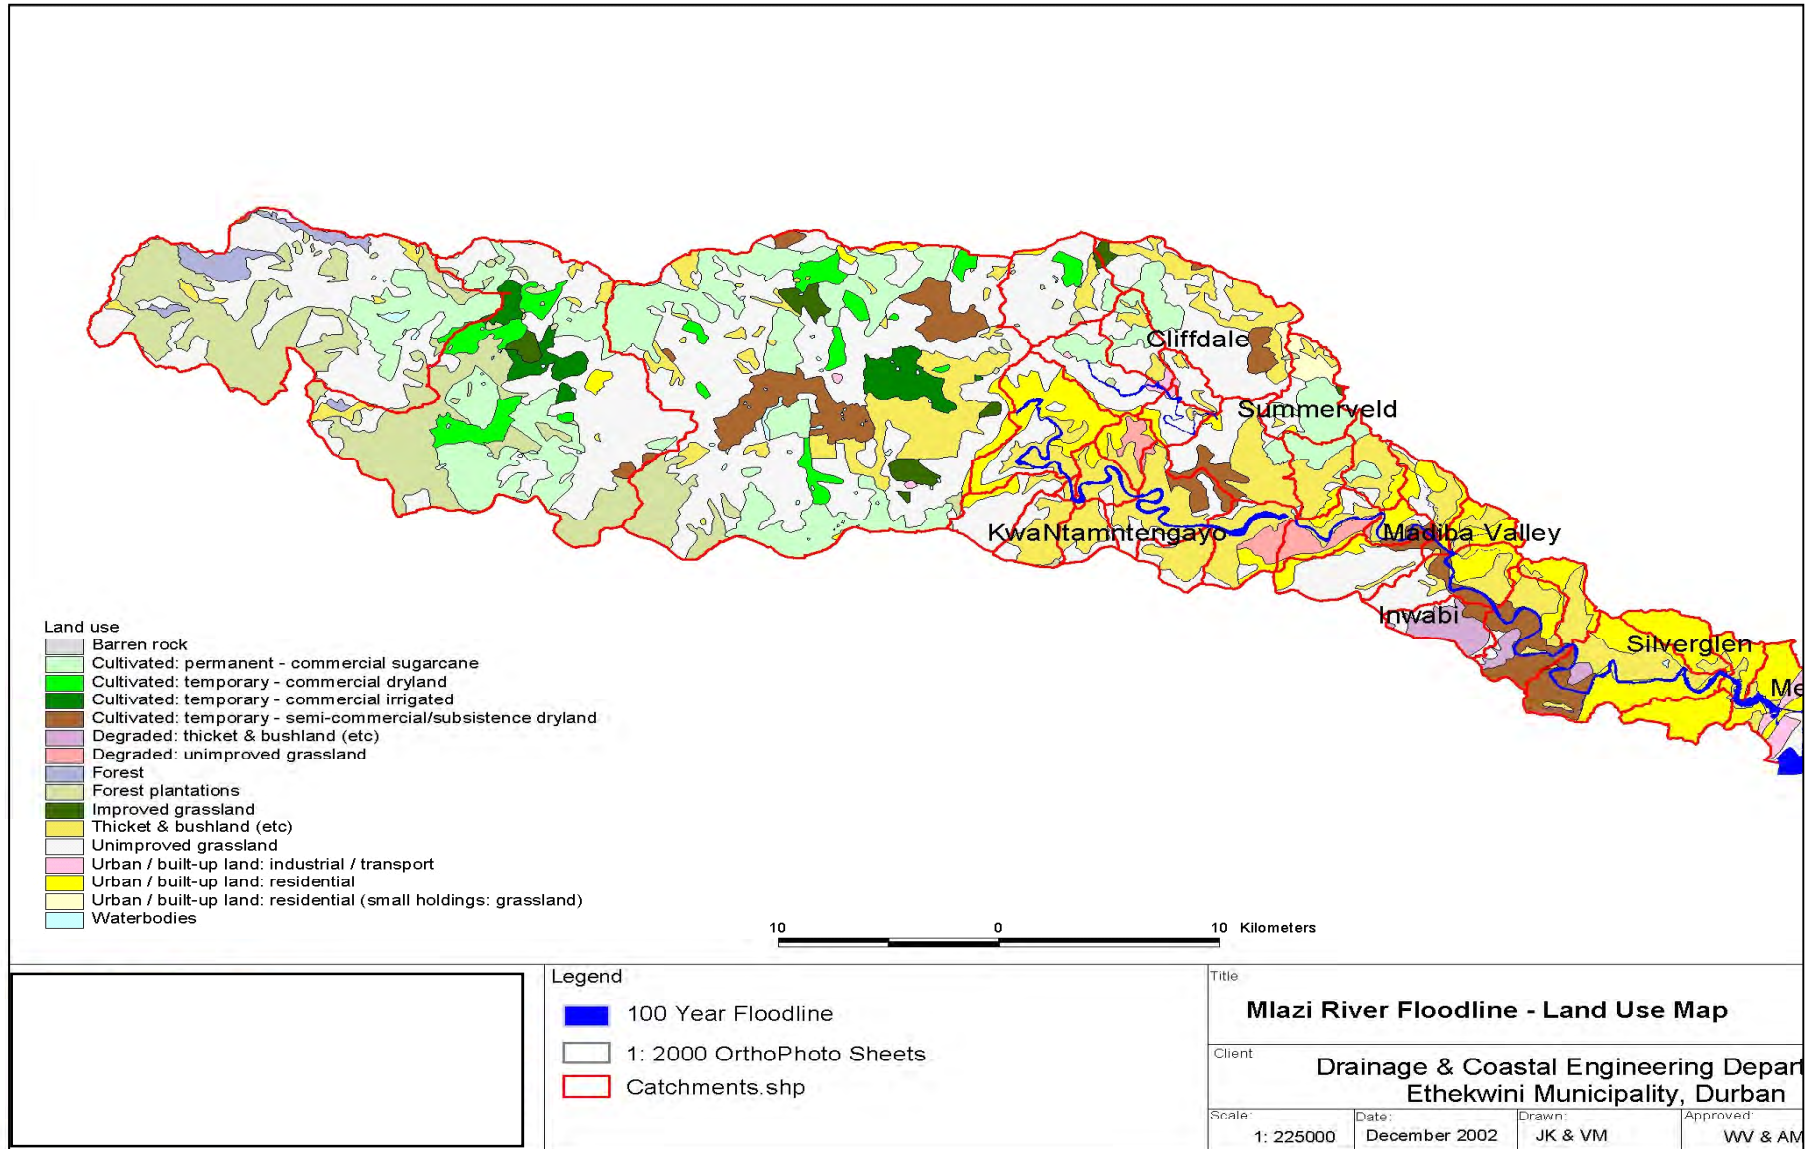 Cliffdale
Summerveld
KwaNtamntengayo
Madiba Valley
Inwabi
Silverglen
Me
Land use
Barren rock
Cultivated: permanent - commercial sugarcane
Cultivated: temporary - commercial dryland
Cultivated: temporary - commercial irrigated
Cultivated: temporary - semi-commercial/subsistence dryland
Degraded: thicket & bushland (etc)
Degraded: unimproved grassland
Forest
Forest plantations
Improved grassland
Thicket & bushland (etc)
Unimproved grassland
Urban / built-up land: industrial / transport
Urban / built-up land: residential
Urban / built-up land: residential (small holdings: grassland)
Waterbodies
10 0 10 Kilometers
Legend
100 Year Floodline
1: 2000 OrthoPhoto Sheets
Catchments.shp
Title
Mlazi River Floodline - Land Use Map
Client
Drainage & Coastal Engineering Depart
Ethekwini Municipality, Durban
Scale: Date: Drawn: Approved:
1: 225000 December 2002 JK & VM WV & AM